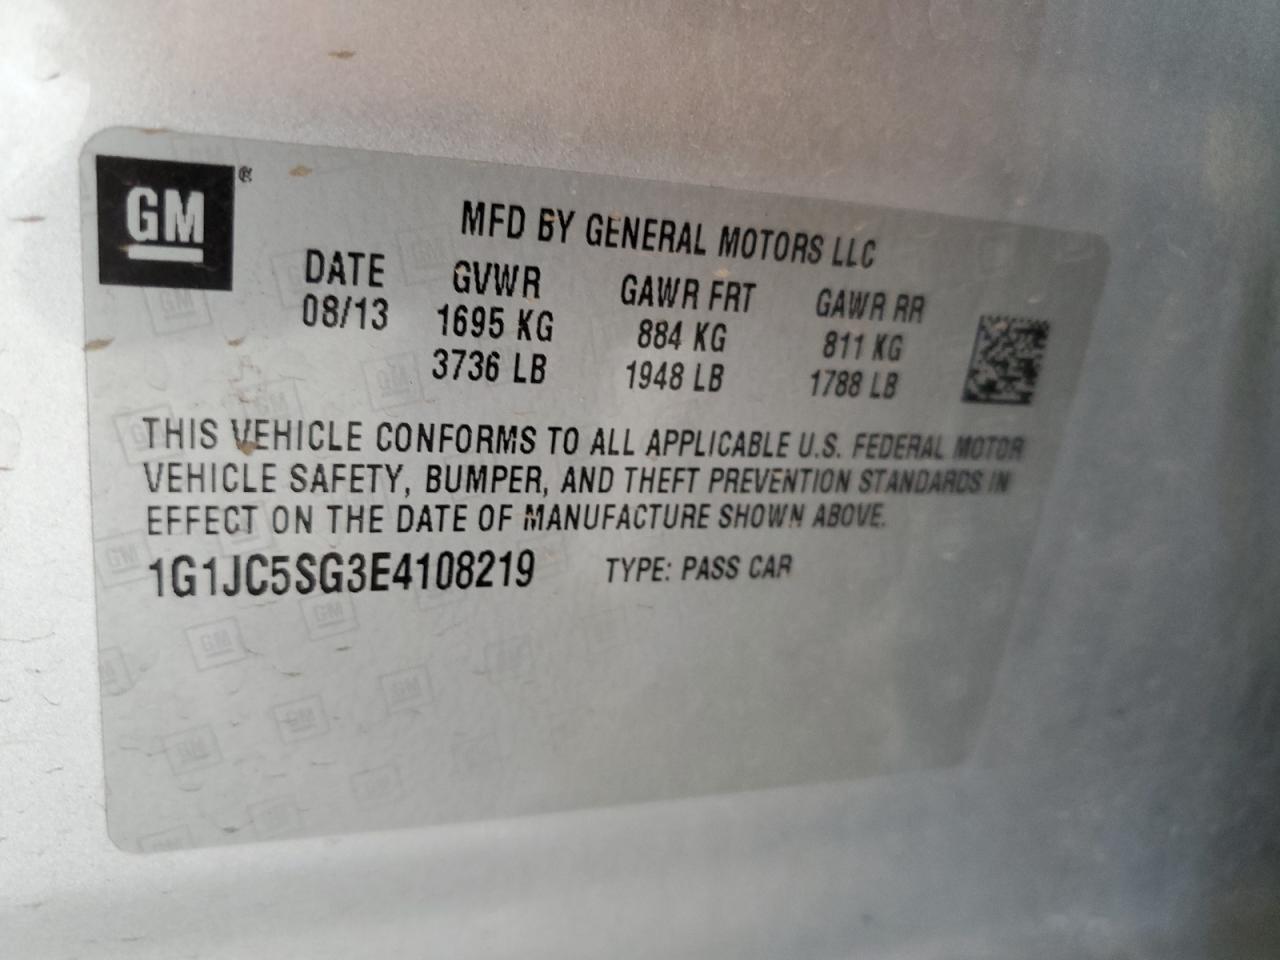 GM®
MFD BY GENERAL MOTORS LLC
DATE GVWR GAWR FRT GAWR RR
08/13 1695 KG 884 KG 811 KG
3736 LB 1948 LB 1788 LB
THIS VEHICLE CONFORMS TO ALL APPLICABLE U.S. FEDERAL MOTOR
VEHICLE SAFETY, BUMPER, AND THEFT PREVENTION STANDARDS IN
EFFECT ON THE DATE OF MANUFACTURE SHOWN ABOVE.
1G1JC5SG3E4108219 TYPE: PASS CAR